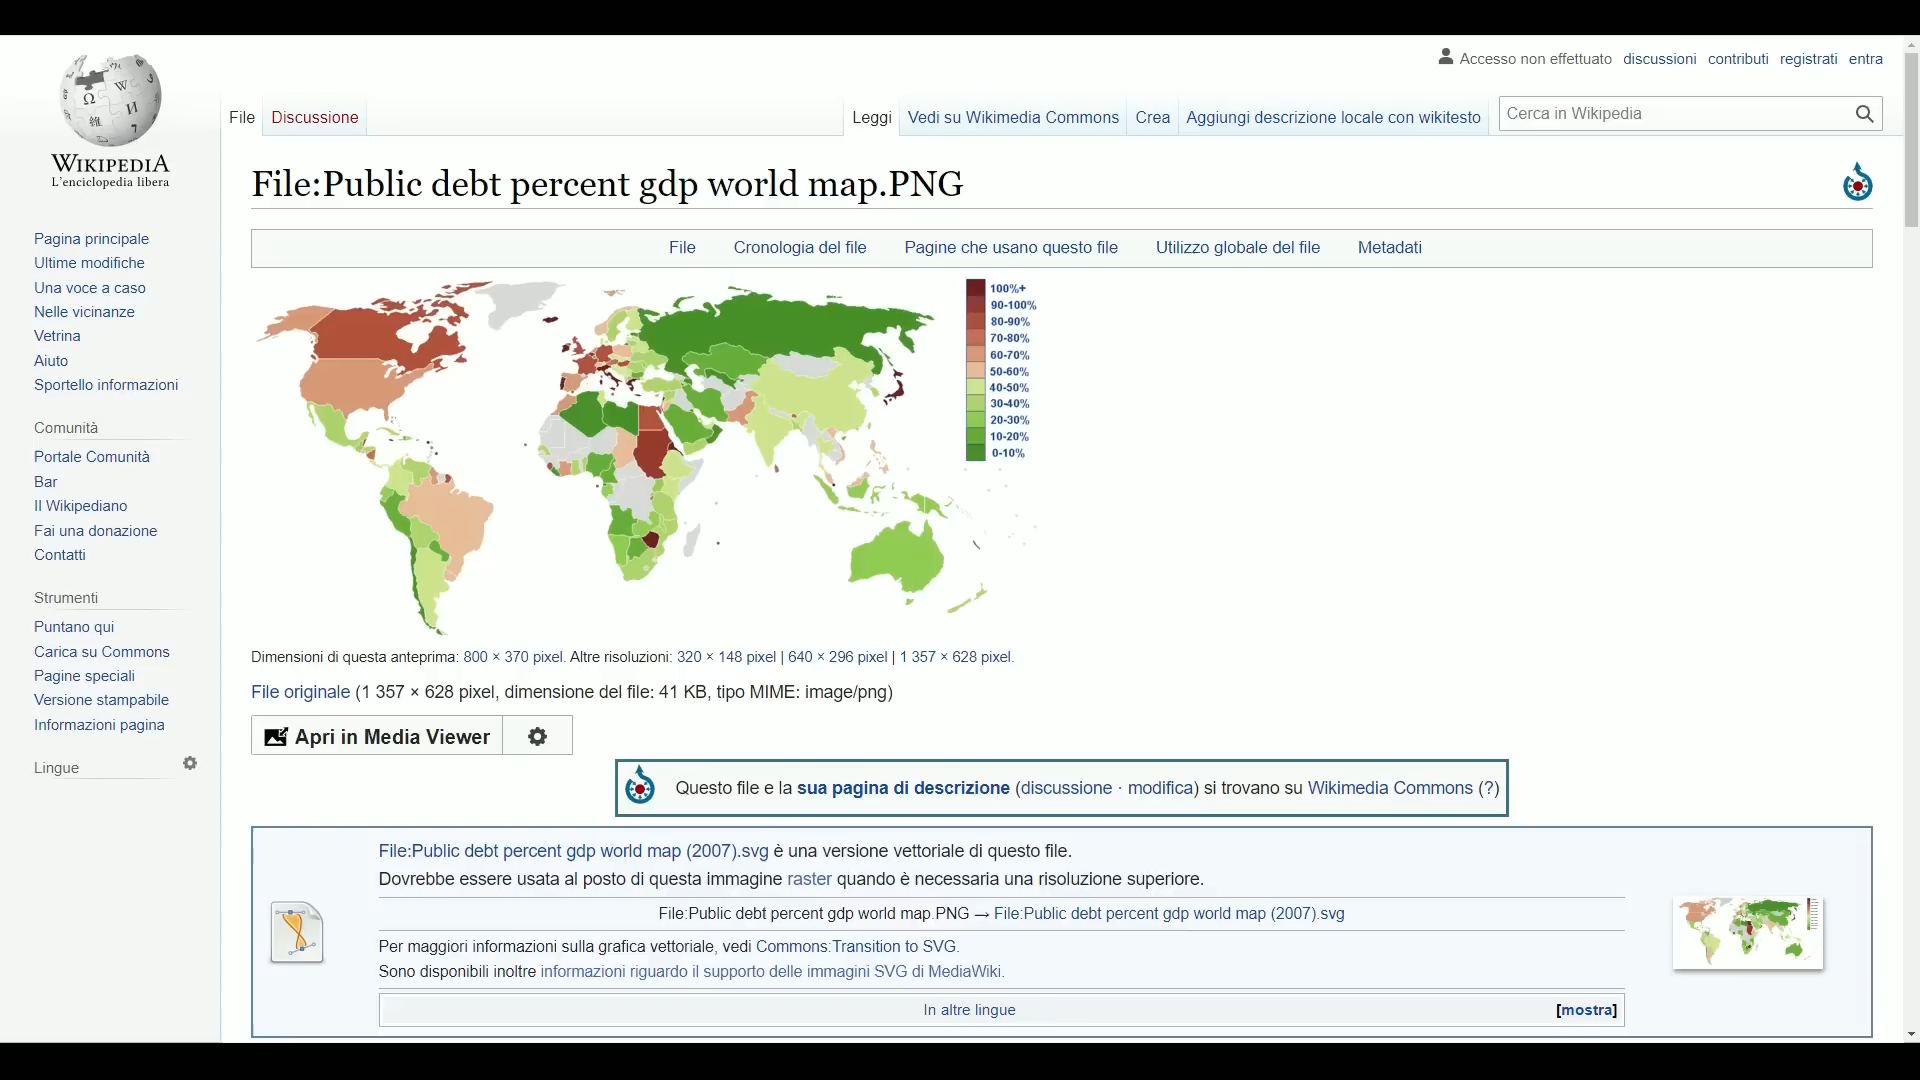 Accesso non effettuato discussioni contributi registrati entra
File Discussione Leggi Vedi su Wikimedia Commons Crea Aggiungi descrizione locale con wikitesto Cerca in Wikipedia
WIKIPEDIA
L'enciclopedia libera
Pagina principale
Ultime modifiche
Una voce a caso
Nelle vicinanze
Vetrina
Aiuto
Sportello informazioni
Comunità
Portale Comunità
Bar
Il Wikipediano
Fai una donazione
Contatti
Strumenti
Puntano qui
Carica su Commons
Pagine speciali
Versione stampabile
Informazioni pagina
Lingue
File:Public debt percent gdp world map.PNG
File Cronologia del file Pagine che usano questo file Utilizzo globale del file Metadati
100%+
90-100%
80-90%
70-80%
60-70%
50-60%
40-50%
30-40%
20-30%
10-20%
0-10%
Dimensioni di questa anteprima: 800 × 370 pixel. Altre risoluzioni: 320 × 148 pixel | 640 × 296 pixel | 1 357 × 628 pixel.
File originale (1 357 × 628 pixel, dimensione del file: 41 KB, tipo MIME: image/png)
Apri in Media Viewer
Questo file e la sua pagina di descrizione (discussione · modifica) si trovano su Wikimedia Commons (?)
File:Public debt percent gdp world map (2007).svg è una versione vettoriale di questo file.
Dovrebbe essere usata al posto di questa immagine raster quando è necessaria una risoluzione superiore.
File:Public debt percent gdp world map.PNG → File:Public debt percent gdp world map (2007).svg
Per maggiori informazioni sulla grafica vettoriale, vedi Commons:Transition to SVG.
Sono disponibili inoltre informazioni riguardo il supporto delle immagini SVG di MediaWiki.
In altre lingue [mostra]